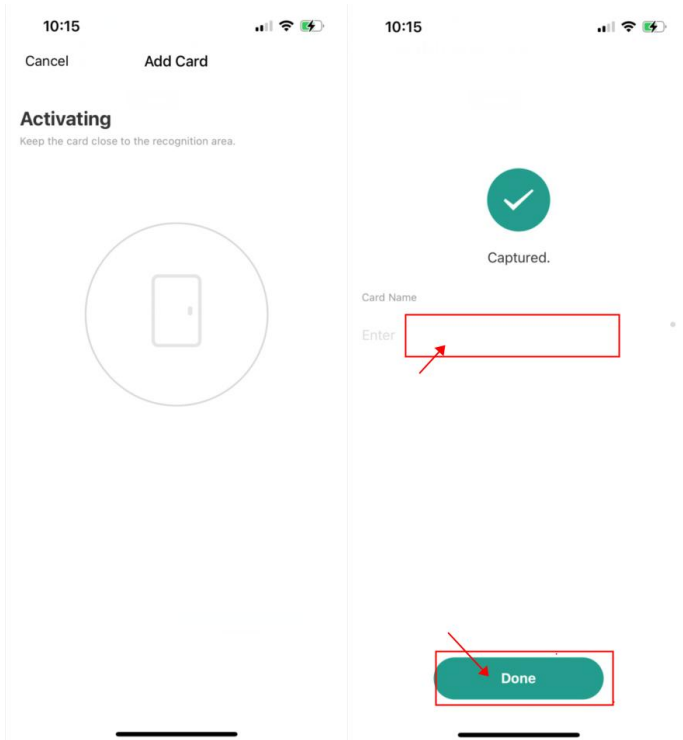 10:15
Cancel
Add Card
Activating
Keep the card close to the recognition area.
10:15
Captured.
Card Name
Enter
Done